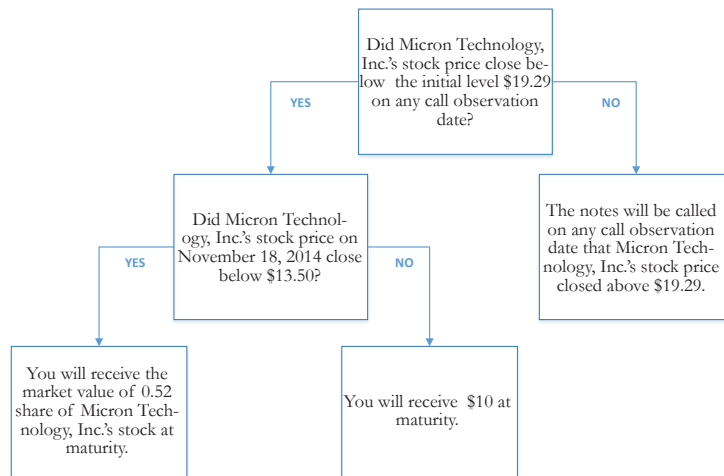 Did Micron Technology,
Inc.'s stock price close be-
low the initial level $19.29
on any call observation
date?
YES
NO
Did Micron Technol-
ogy, Inc.'s stock price on
November 18, 2014 close
below $13.50?
The notes will be called
on any call observation
date that Micron Tech-
nology, Inc.'s stock price
closed above $19.29.
YES
NO
You will receive the
market value of 0.52
share of Micron Tech-
nology, Inc.'s stock at
maturity.
You will receive $10 at
maturity.